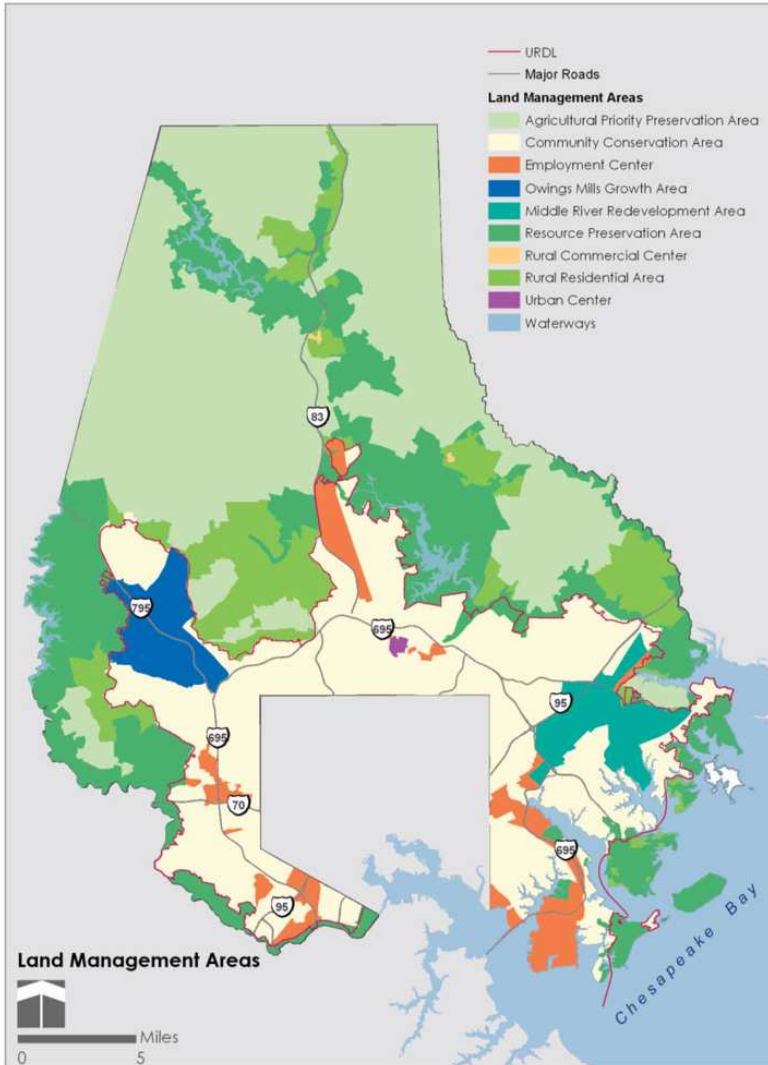 URDL
Major Roads
Land Management Areas
Agricultural Priority Preservation Area
Community Conservation Area
Employment Center
Owings Mills Growth Area
Middle River Redevelopment Area
Resource Preservation Area
Rural Commercial Center
Rural Residential Area
Urban Center
Waterways
83
795
695
95
695
70
695
95
Chesapeake Bay
Land Management Areas
Miles
0 5